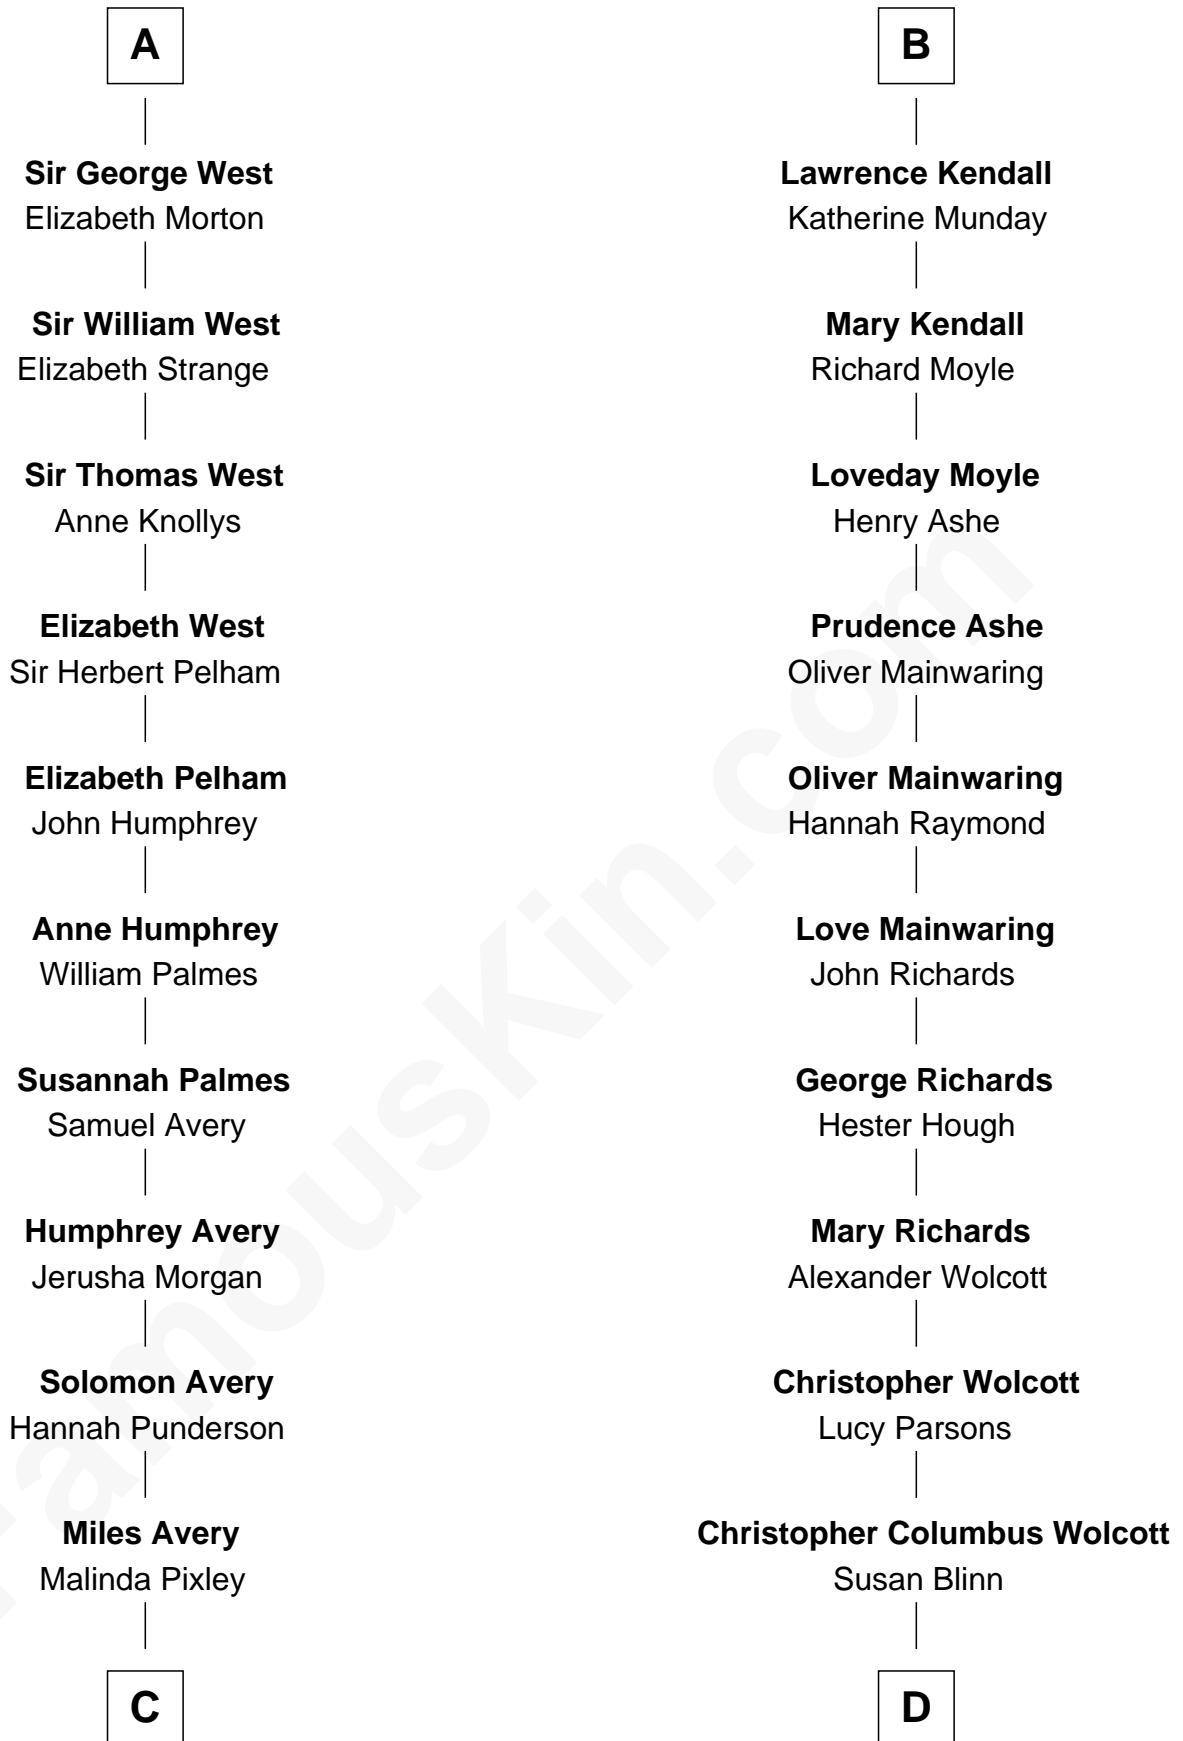 A
Sir George West
Elizabeth Morton
Sir William West
Elizabeth Strange
Sir Thomas West
Anne Knollys
Elizabeth West
Sir Herbert Pelham
Elizabeth Pelham
John Humphrey
Anne Humphrey
William Palmes
Susannah Palmes
Samuel Avery
Humphrey Avery
Jerusha Morgan
Solomon Avery
Hannah Punderson
Miles Avery
Malinda Pixley
C
B
Lawrence Kendall
Katherine Munday
Mary Kendall
Richard Moyle
Loveday Moyle
Henry Ashe
Prudence Ashe
Oliver Mainwaring
Oliver Mainwaring
Hannah Raymond
Love Mainwaring
John Richards
George Richards
Hester Hough
Mary Richards
Alexander Wolcott
Christopher Wolcott
Lucy Parsons
Christopher Columbus Wolcott
Susan Blinn
D
FamousKin.com